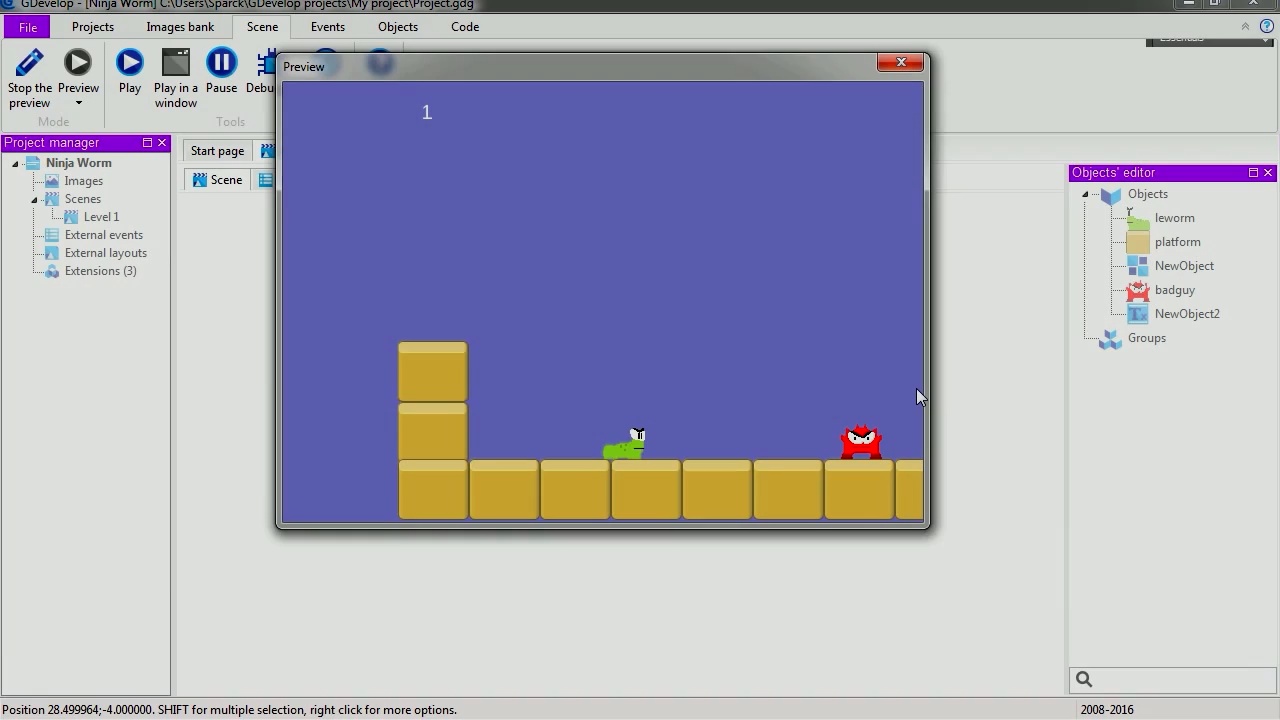 GDevelop - [Ninja Worm] C:\Users\Sparck\GDevelop projects\My project\Project.gdg
File Projects Images bank Scene Events Objects Code
Stop the preview
Preview
Play
Play in a window
Pause
Debu
Mode
Tools
Essentials
Preview
1
Project manager
Ninja Worm
Images
Scenes
Level 1
External events
External layouts
Extensions (3)
Start page
Scene
Objects' editor
Objects
leworm
platform
NewObject
badguy
NewObject2
Groups
Position 28.499964;-4.000000. SHIFT for multiple selection, right click for more options.
2008-2016